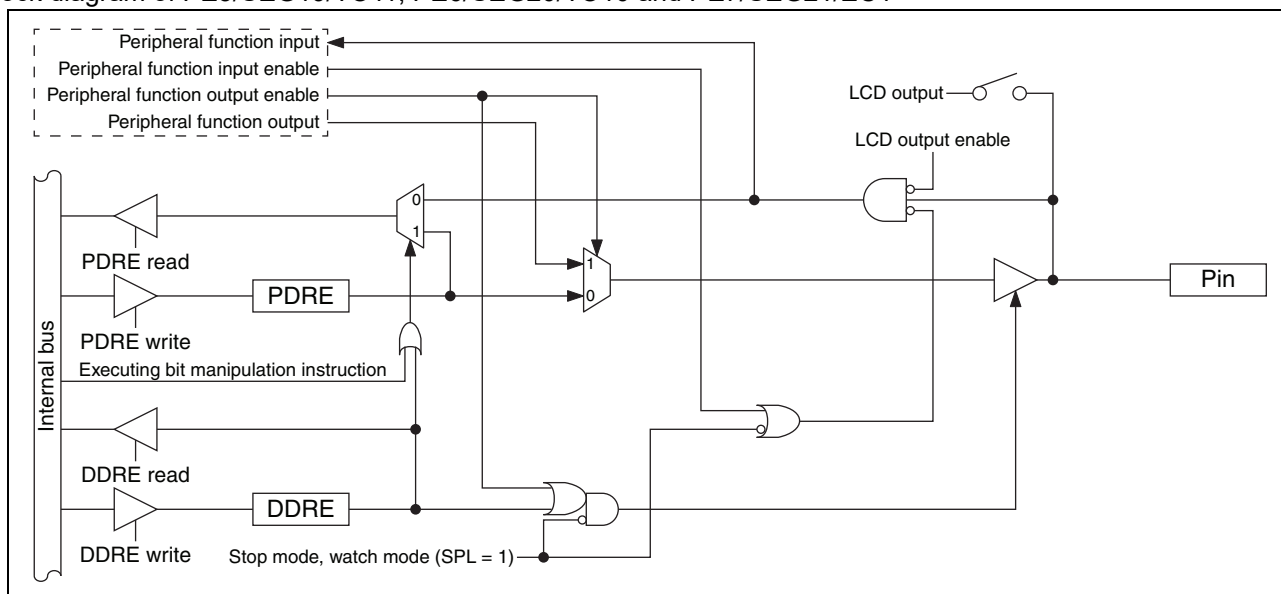 Peripheral function input
Peripheral function input enable
Peripheral function output enable
Peripheral function output
LCD output
LCD output enable
0
1
PDRE read
1
0
PDRE
Pin
PDRE write
Internal bus
Executing bit manipulation instruction
DDRE read
DDRE
DDRE write
Stop mode, watch mode (SPL = 1)